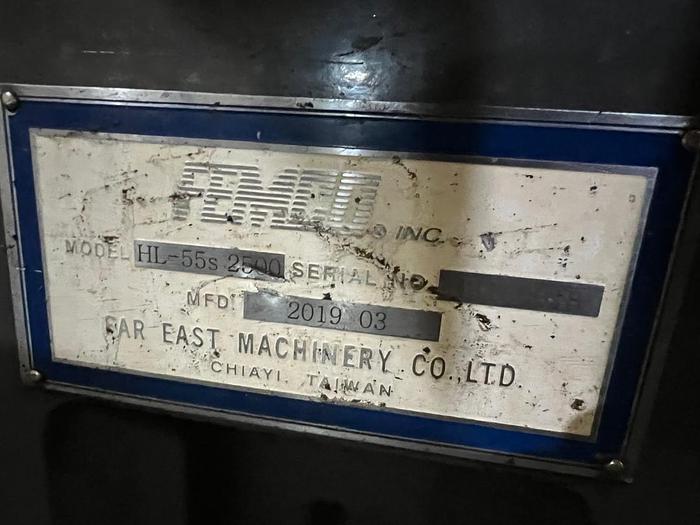 FEMCO ® INC.
MODEL HL-55s 2500 SERIAL NO
MFD 2019 03
FAR EAST MACHINERY CO.,LTD.
CHIAYI. TAIWAN